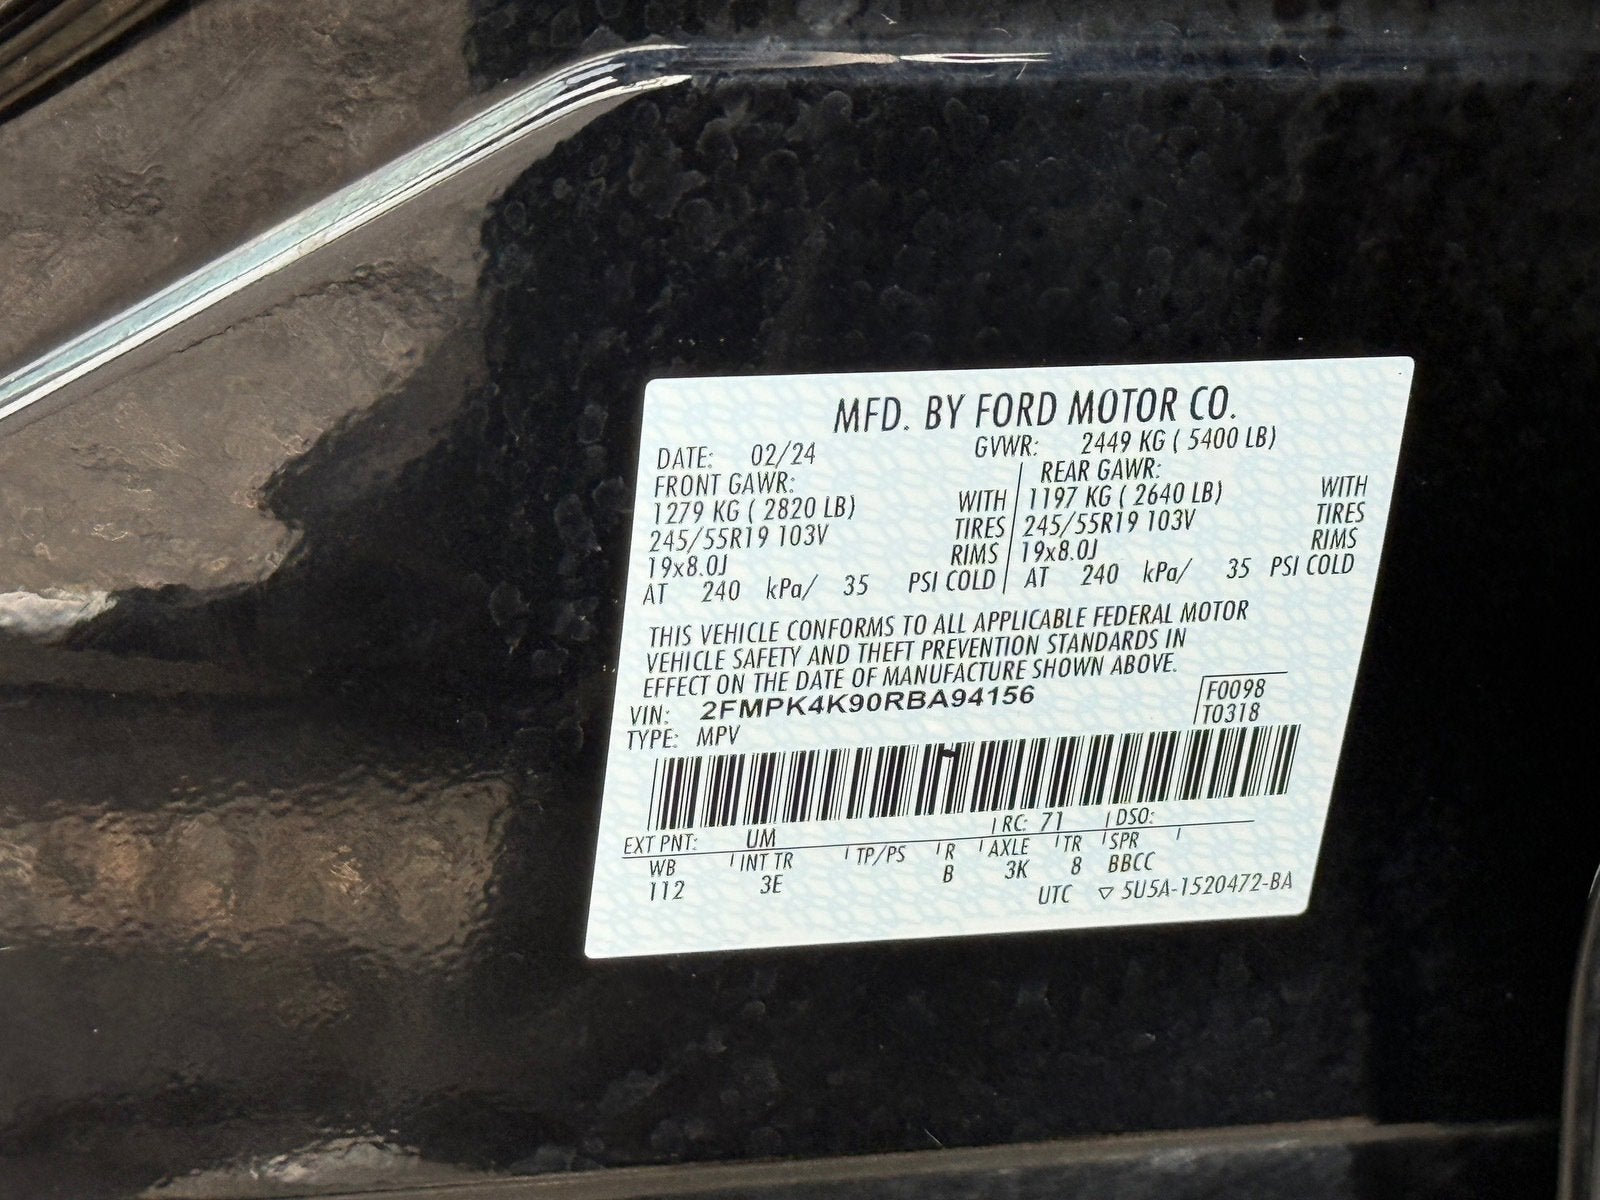 MFD. BY FORD MOTOR CO.
DATE: 02/24 GVWR: 2449 KG ( 5400 LB)
FRONT GAWR: REAR GAWR:
1279 KG ( 2820 LB) WITH 1197 KG ( 2640 LB) WITH
245/55R19 103V TIRES 245/55R19 103V TIRES
19x8.0J RIMS 19x8.0J RIMS
AT 240 kPa/ 35 PSI COLD AT 240 kPa/ 35 PSI COLD
THIS VEHICLE CONFORMS TO ALL APPLICABLE FEDERAL MOTOR
VEHICLE SAFETY AND THEFT PREVENTION STANDARDS IN
EFFECT ON THE DATE OF MANUFACTURE SHOWN ABOVE.
VIN: 2FMPK4K90RBA94156 F0098
TYPE: MPV T0318
EXT PNT: UM RC: 71 DSO:
WB INT TR TP/PS R AXLE TR SPR
112 3E B 3K 8 BBCC
UTC ▽ 5U5A-1520472-BA